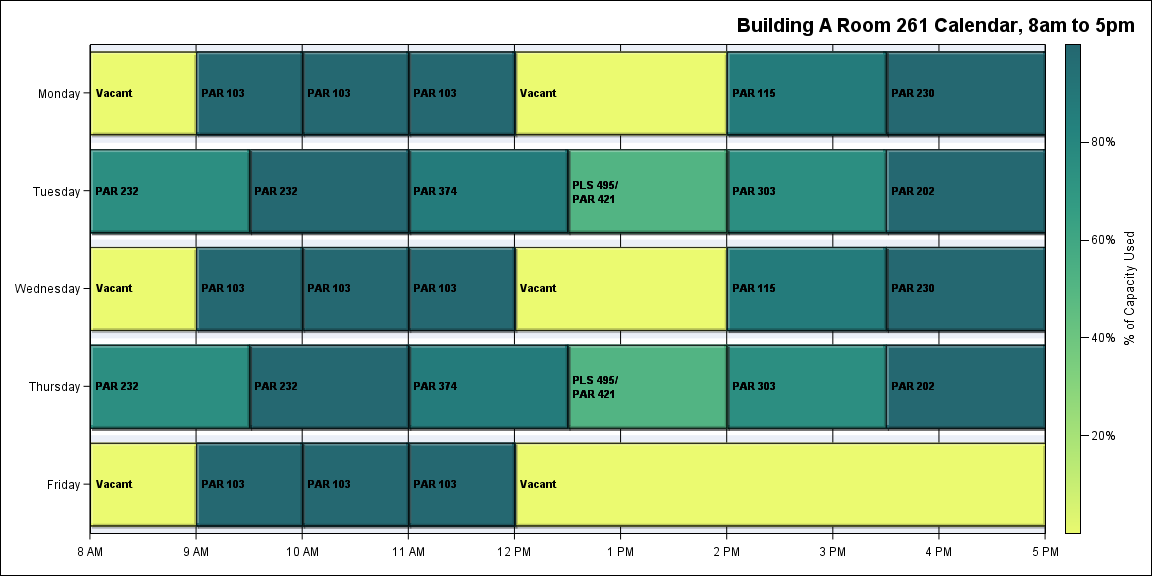 Building A Room 261 Calendar, 8am to 5pm
Monday
Vacant
PAR 103
PAR 103
PAR 103
Vacant
PAR 115
PAR 230
Tuesday
PAR 232
PAR 232
PAR 374
PLS 495/
PAR 421
PAR 303
PAR 202
Wednesday
Vacant
PAR 103
PAR 103
PAR 103
Vacant
PAR 115
PAR 230
Thursday
PAR 232
PAR 232
PAR 374
PLS 495/
PAR 421
PAR 303
PAR 202
Friday
Vacant
PAR 103
PAR 103
PAR 103
Vacant
8 AM
9 AM
10 AM
11 AM
12 PM
1 PM
2 PM
3 PM
4 PM
5 PM
80%
60%
40%
20%
% of Capacity Used